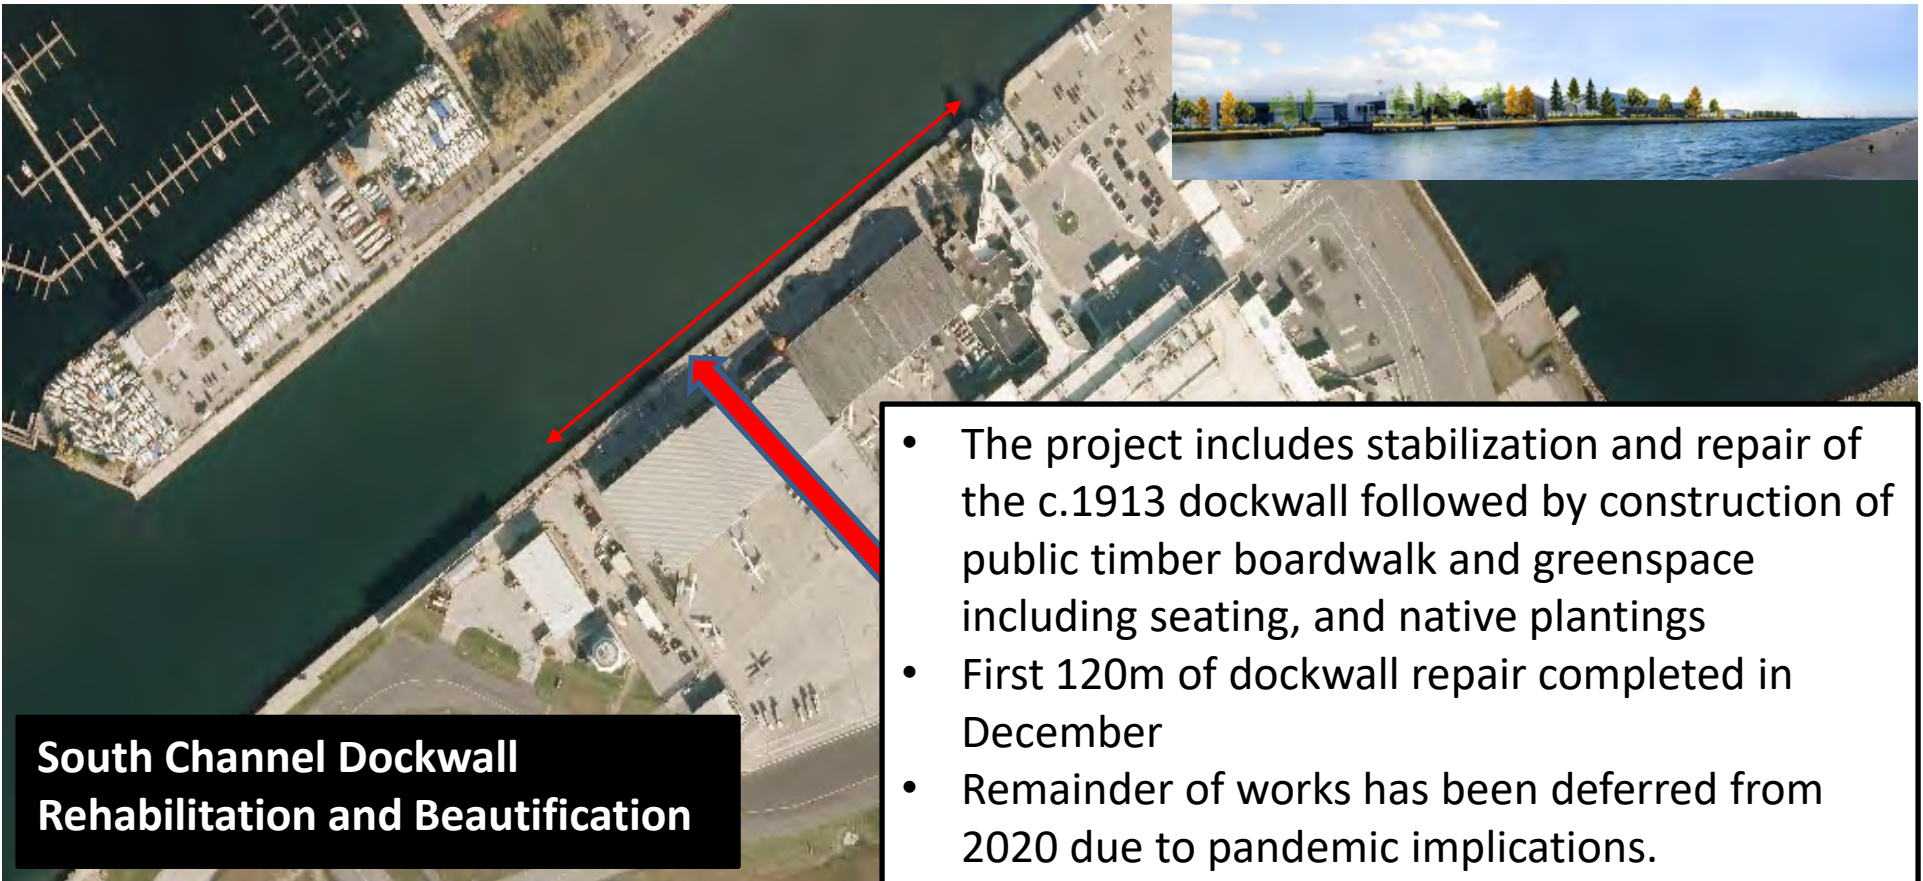 South Channel Dockwall
Rehabilitation and Beautification
• The project includes stabilization and repair of
the c.1913 dockwall followed by construction of
public timber boardwalk and greenspace
including seating, and native plantings
• First 120m of dockwall repair completed in
December
• Remainder of works has been deferred from
2020 due to pandemic implications.